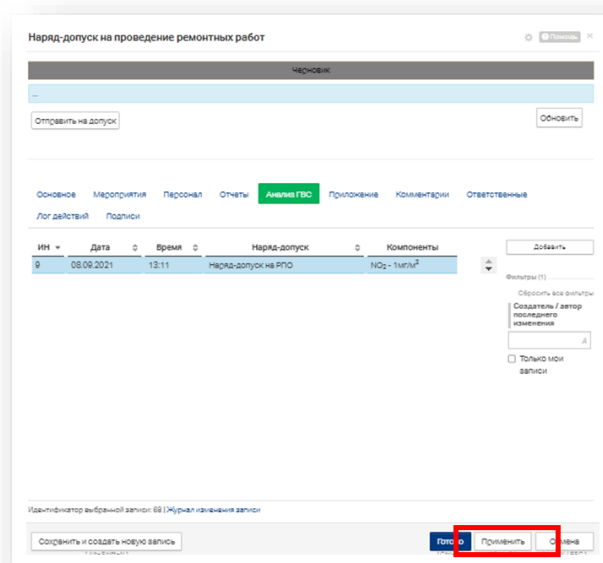 Наряд-допуск на проведение ремонтных работ
Помощь
Черновик
...
Отправить на допуск
Обновить
Основное Мероприятия Персонал Отчеты Анализ ГВС Приложение Комментарии Ответственные
Лог действий Подписи
ИН Дата Время Наряд-допуск Компоненты
Добавить
9 08.09.2021 13:11 Наряд-допуск на РПО NO₂ - 1мг/м³
Фильтры (1)
Сбросить все фильтры
Создатель / автор
последнего
изменения
Только мои
записи
Идентификатор выбранной записи: 69 | Журнал изменения записи
Сохранить и создать новую запись
Готово Применить Отмена